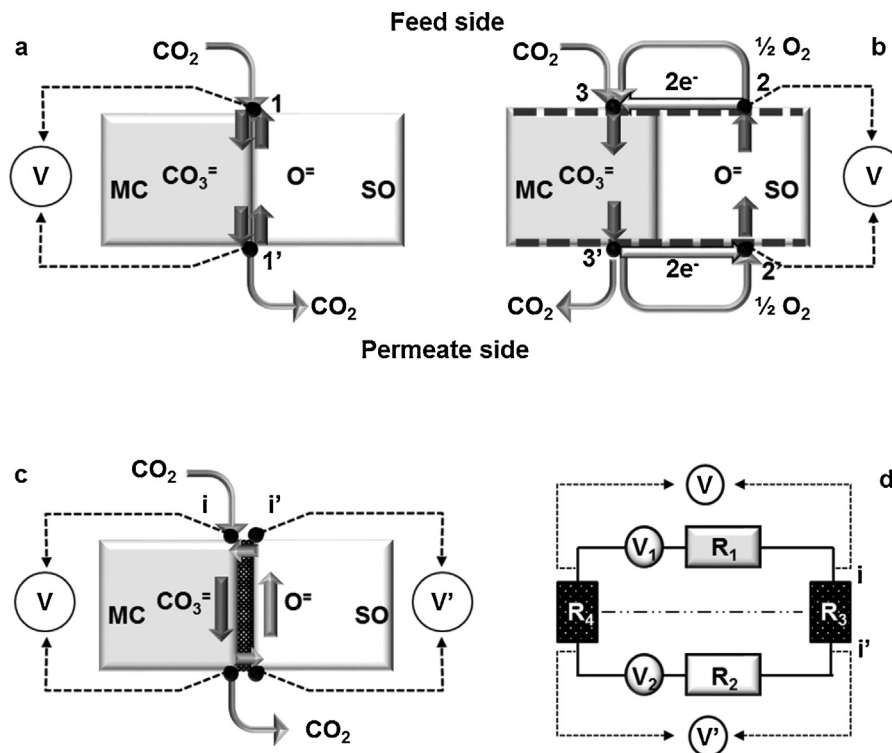 Feed side
a
CO₂
1
V
MC
CO₃⁼
O⁼
SO
1'
CO₂
b
CO₂
½ O₂
3
2e⁻
2
MC
CO₃⁼
O⁼
SO
V
3'
2e⁻
2'
CO₂
½ O₂
Permeate side
c
CO₂
i
i'
V
MC
CO₃⁼
O⁼
SO
V'
CO₂
d
V
V₁
R₁
i
R₄
R₃
i'
V₂
R₂
V'